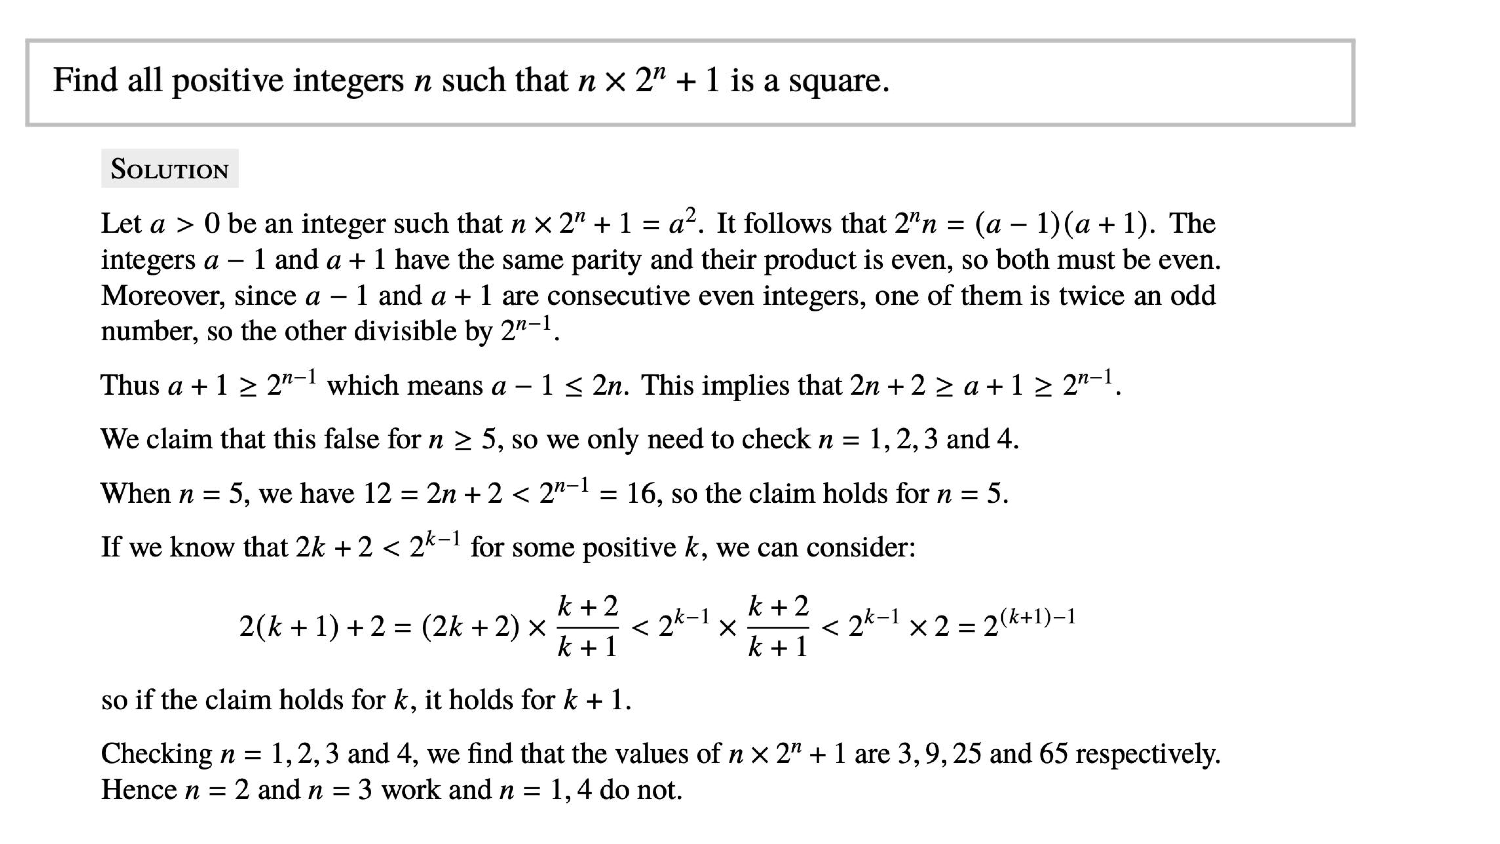 Find all positive integers n such that n × 2ⁿ + 1 is a square.
SOLUTION
Let a > 0 be an integer such that n × 2ⁿ + 1 = a². It follows that 2ⁿn = (a − 1)(a + 1). The
integers a − 1 and a + 1 have the same parity and their product is even, so both must be even.
Moreover, since a − 1 and a + 1 are consecutive even integers, one of them is twice an odd
number, so the other divisible by 2ⁿ⁻¹.
Thus a + 1 ≥ 2ⁿ⁻¹ which means a − 1 ≤ 2n. This implies that 2n + 2 ≥ a + 1 ≥ 2ⁿ⁻¹.
We claim that this false for n ≥ 5, so we only need to check n = 1, 2, 3 and 4.
When n = 5, we have 12 = 2n + 2 < 2ⁿ⁻¹ = 16, so the claim holds for n = 5.
If we know that 2k + 2 < 2ᵏ⁻¹ for some positive k, we can consider:
2(k + 1) + 2 = (2k + 2) × (k + 2)/(k + 1) < 2ᵏ⁻¹ × (k + 2)/(k + 1) < 2ᵏ⁻¹ × 2 = 2⁽ᵏ⁺¹⁾⁻¹
so if the claim holds for k, it holds for k + 1.
Checking n = 1, 2, 3 and 4, we find that the values of n × 2ⁿ + 1 are 3, 9, 25 and 65 respectively.
Hence n = 2 and n = 3 work and n = 1, 4 do not.